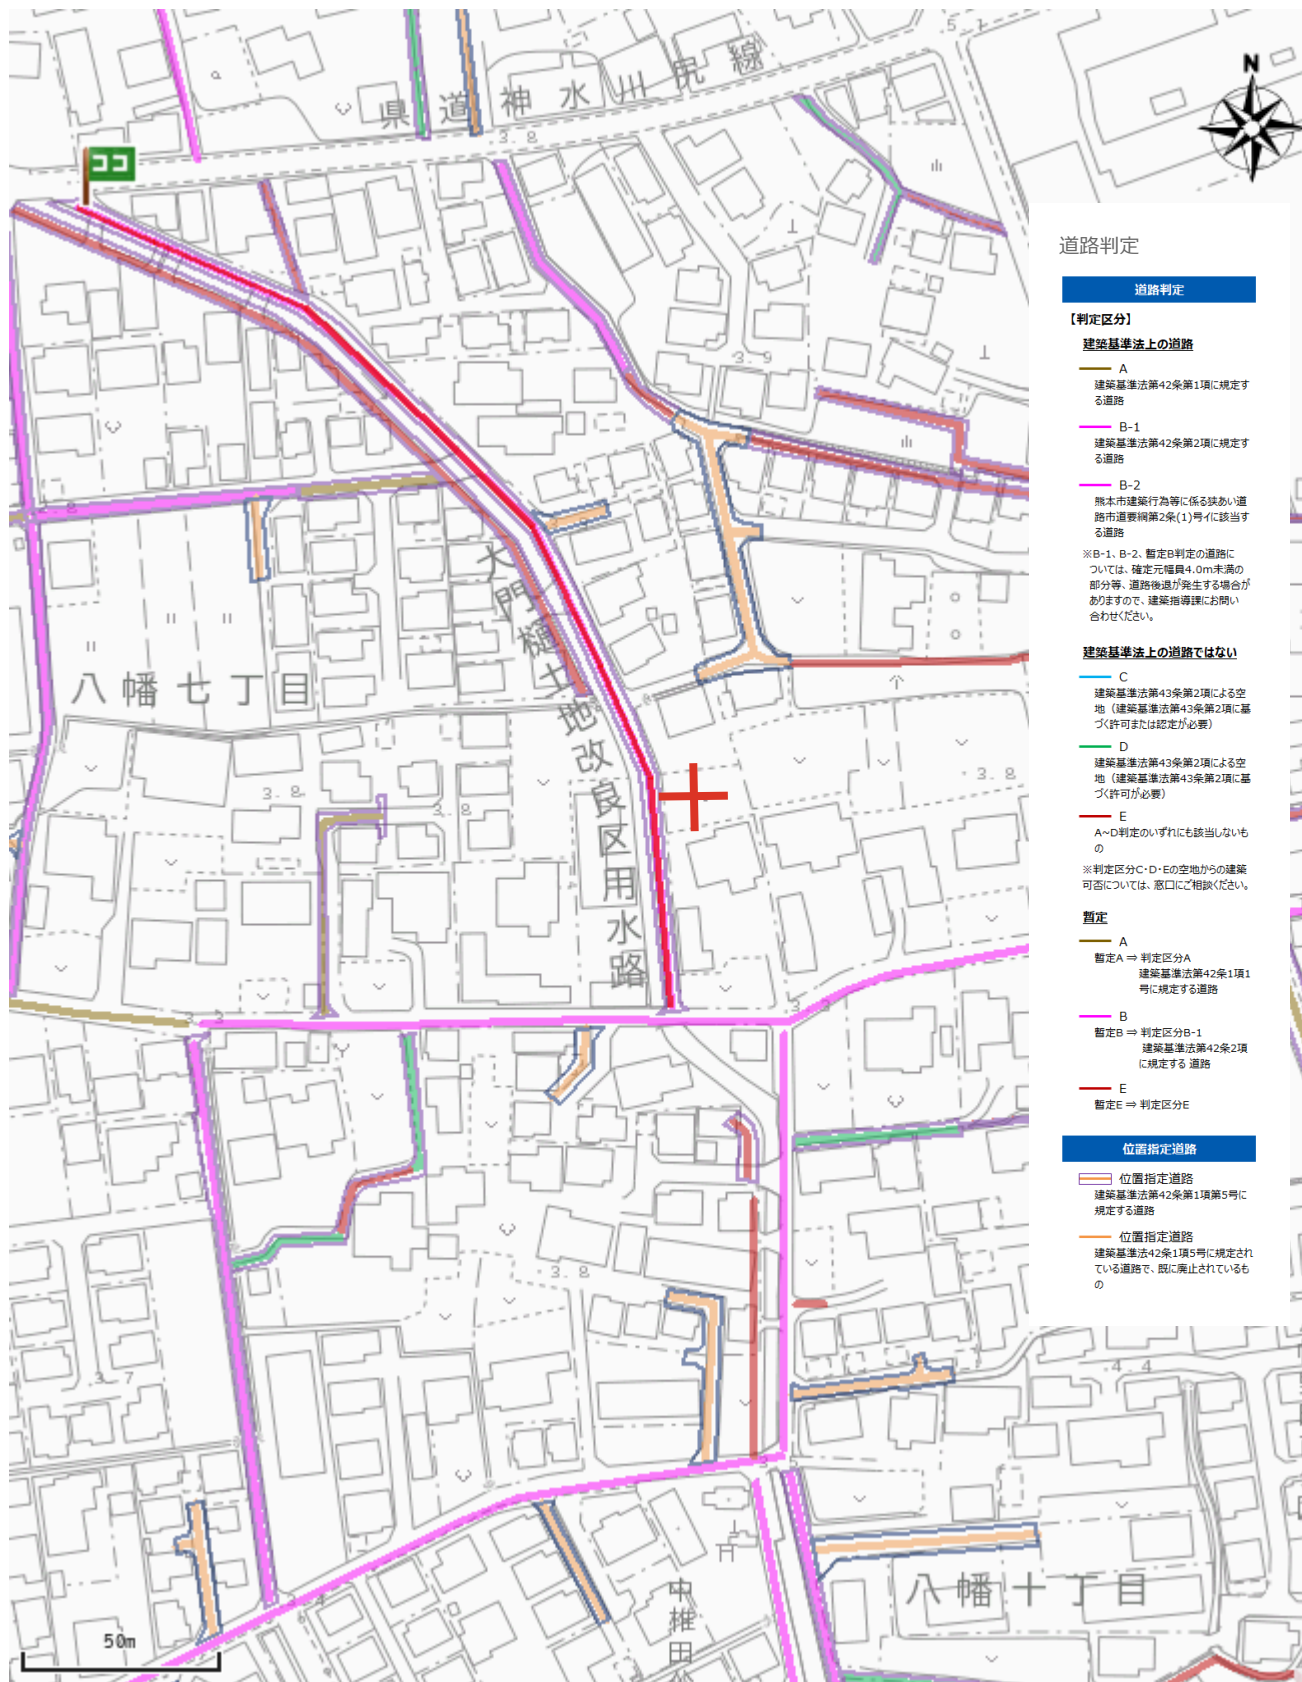 5.1
県道神水川尻線
N
3.8
ココ
道路判定
道路判定
【判定区分】
建築基準法上の道路
A
建築基準法第42条第1項に規定す
る道路
3.9
B-1
建築基準法第42条第2項に規定す
る道路
B-2
熊本市建築行為等に係る狭あい道
路市道要綱第2条(1)号イに該当す
る道路
※B-1、B-2、暫定B判定の道路に
ついては、確定元幅員4.0m未満の
部分等、道路後退が発生する場合が
ありますので、建築指導課にお問い
合わせください。
建築基準法上の道路ではない
C
建築基準法第43条第2項による空
地（建築基準法第43条第2項に基
づく許可または認定が必要）
D
建築基準法第43条第2項による空
地（建築基準法第43条第2項に基
づく許可が必要）
E
A~D判定のいずれにも該当しないも
の
※判定区分C・D・Eの空地からの建築
可否については、窓口にご相談ください。
暫定
A
暫定A ⇒ 判定区分A
建築基準法第42条1項1
号に規定する道路
B
暫定B ⇒ 判定区分B-1
建築基準法第42条2項
に規定する 道路
E
暫定E ⇒ 判定区分E
位置指定道路
位置指定道路
建築基準法第42条第1項第5号に
規定する道路
位置指定道路
建築基準法42条1項5号に規定され
ている道路で、既に廃止されているも
の
大門樋土地改良区用水路
八幡七丁目
3.8
3.8
3.8
3.3
3.8
3.7
4.4
3.4
八幡十丁目
中椎田
50m